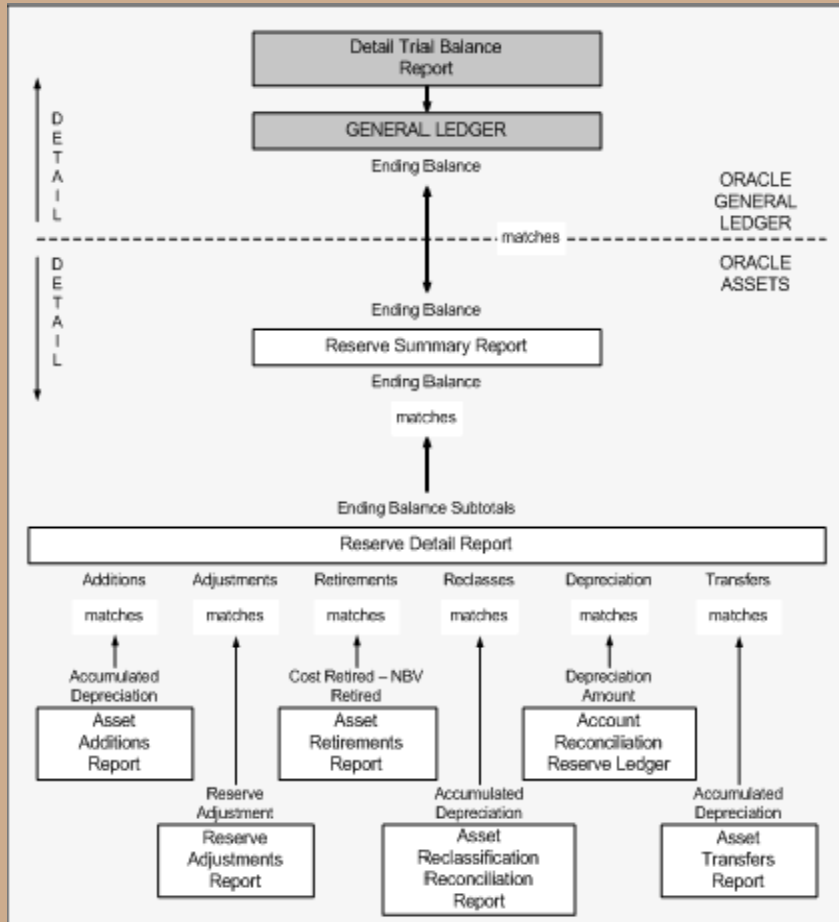 Detail Trial Balance
Report
GENERAL LEDGER
Ending Balance
DETAIL
ORACLE
GENERAL
LEDGER
matches
DETAIL
ORACLE
ASSETS
Ending Balance
Reserve Summary Report
Ending Balance
matches
Ending Balance Subtotals
Reserve Detail Report
Additions
Adjustments
Retirements
Reclasses
Depreciation
Transfers
matches
matches
matches
matches
matches
matches
Accumulated
Depreciation
Asset
Additions
Report
Cost Retired – NBV
Retired
Asset
Retirements
Report
Depreciation
Amount
Account
Reconciliation
Reserve Ledger
Reserve
Adjustment
Reserve
Adjustments
Report
Accumulated
Depreciation
Asset
Reclassification
Reconciliation
Report
Accumulated
Depreciation
Asset
Transfers
Report